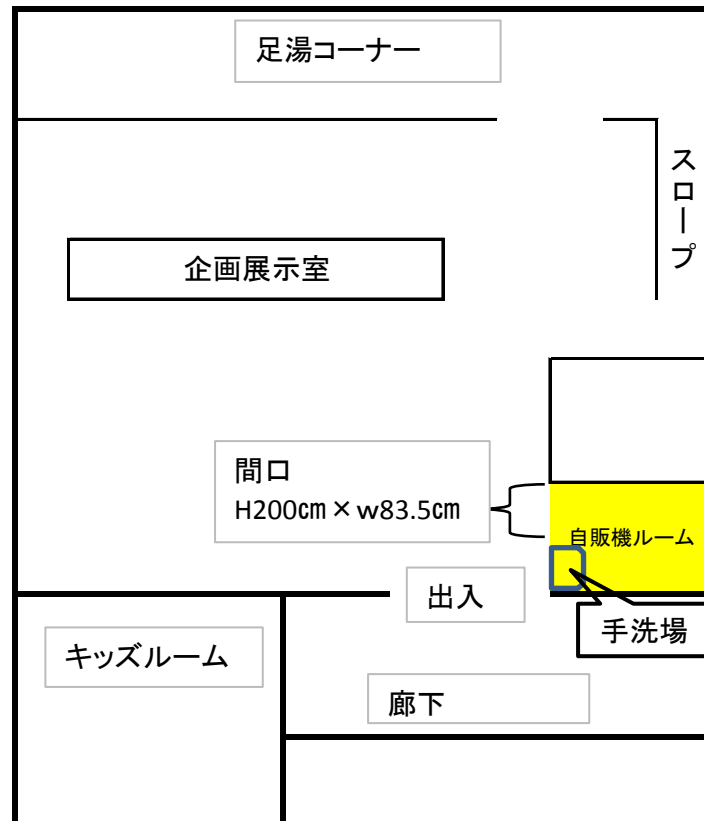 足湯コーナー
スロープ
企画展示室
間口
H200㎝×w83.5㎝
自販機ルーム
出入
手洗場
キッズルーム
廊下